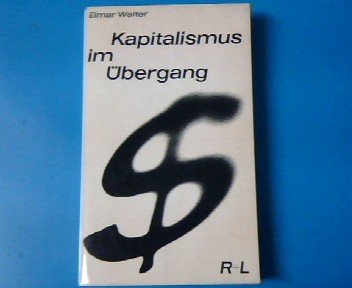 Elmar Walter
Kapitalismus
im
Übergang
$
R+L